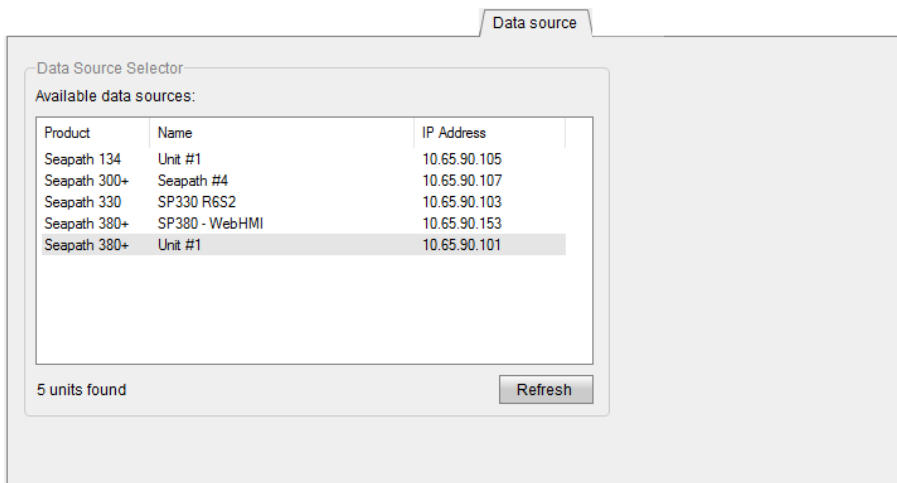 Data source
Data Source Selector
Available data sources:
Product Name IP Address
Seapath 134 Unit #1 10.65.90.105
Seapath 300+ Seapath #4 10.65.90.107
Seapath 330 SP330 R6S2 10.65.90.103
Seapath 380+ SP380 - WebHMI 10.65.90.153
Seapath 380+ Unit #1 10.65.90.101
5 units found Refresh